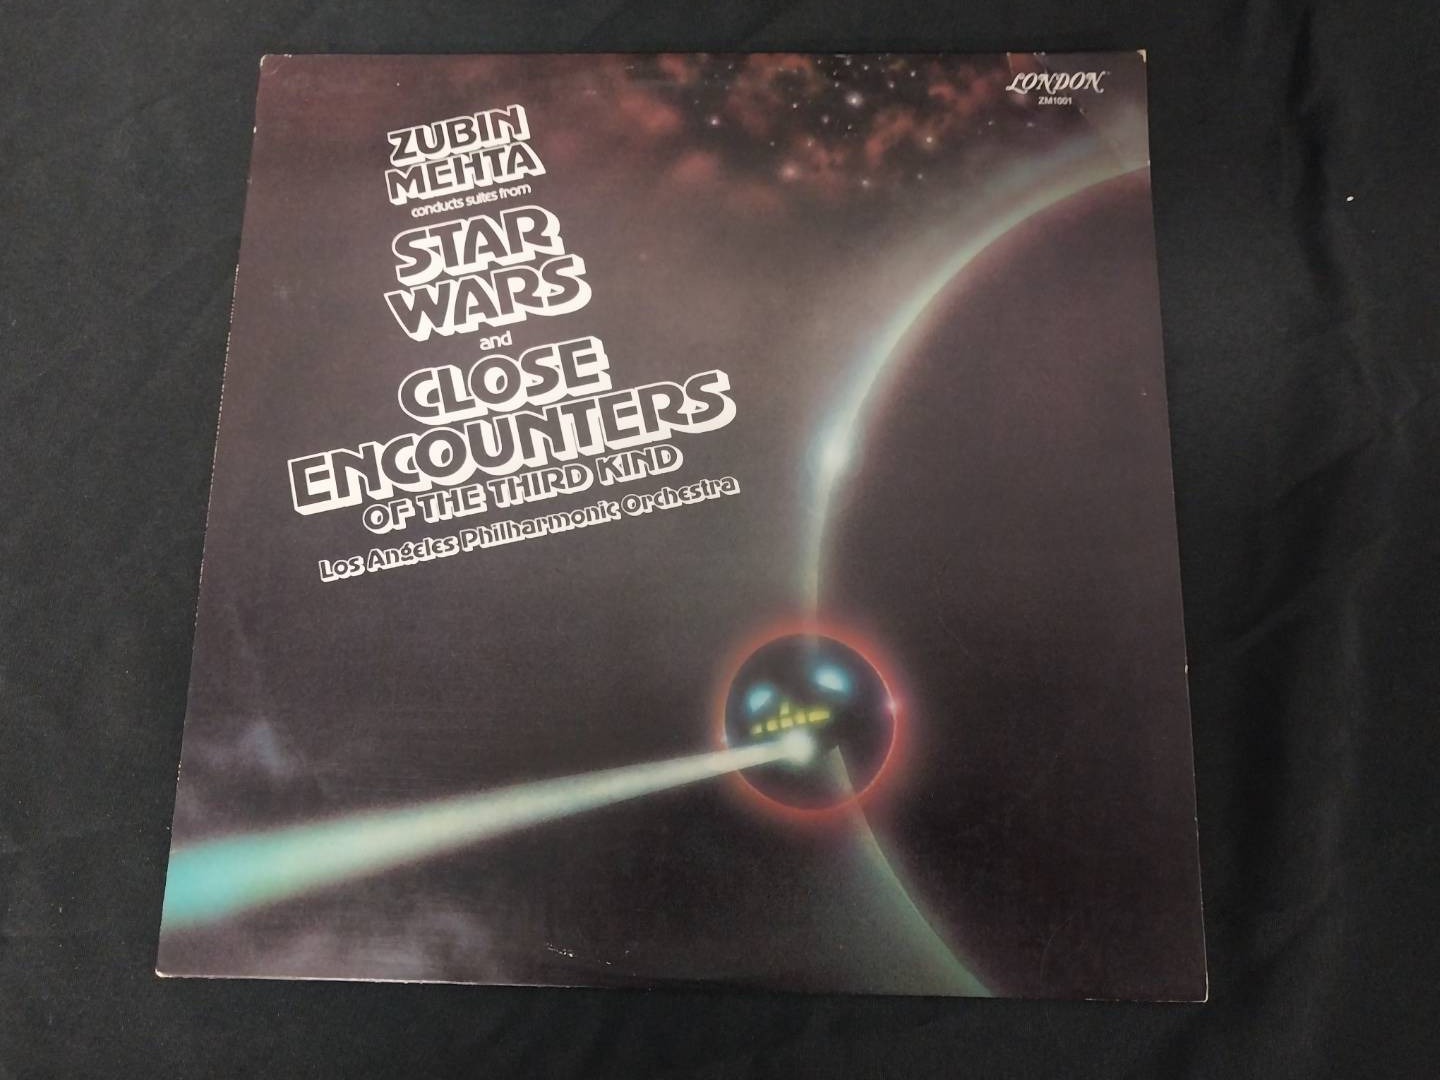 LONDON
ZM1001
ZUBIN
MEHTA
conducts suites from
STAR
WARS
and
CLOSE
ENCOUNTERS
OF THE THIRD KIND
Los Angeles Philharmonic Orchestra